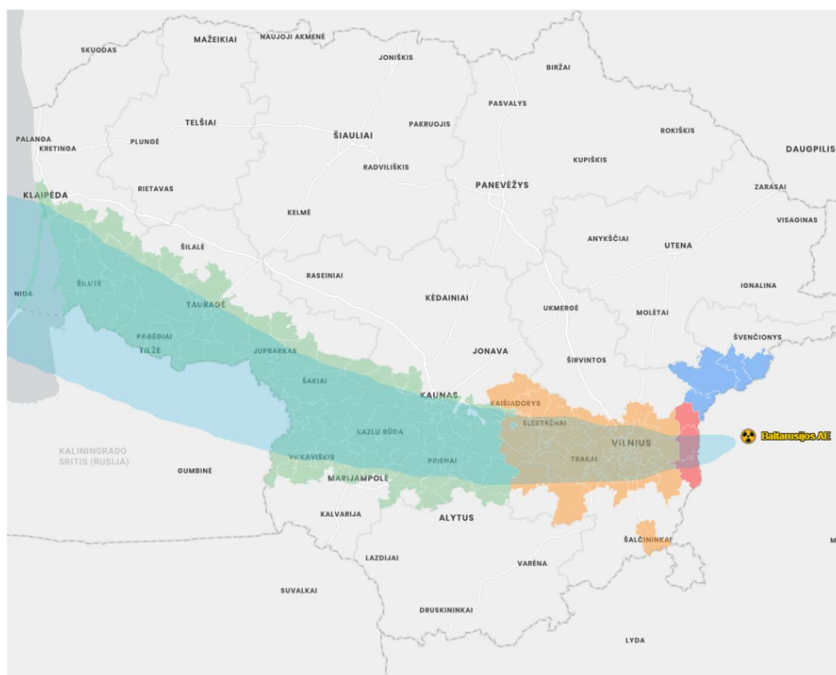 NAUJOJI AKMENĖ
MAŽEIKIAI
SKUODAS
JONIŠKIS
BIRŽAI
PASVALYS
TELŠIAI
PAKRUOJIS
ROKIŠKIS
PALANGA
KRETINGA
PLUNGĖ
ŠIAULIAI
DAUGPILIS
RADVILIŠKIS
KUPIŠKIS
KLAIPĖDA
RIETAVAS
PANEVĖŽYS
ZARASAI
KELMĖ
VISAGINAS
ŠILALĖ
ANYKŠČIAI
UTENA
RASEINIAI
ŠILUTĖ
NIDA
TAURAGĖ
KĖDAINIAI
IGNALINA
UKMERGĖ
MOLĖTAI
PAGĖGIAI
TILŽĖ
JURBARKAS
JONAVA
ŠIRVINTOS
ŠVENČIONYS
ŠAKIAI
KAUNAS
KAIŠIADORYS
ELEKTRĖNAI
KAZLŲ RŪDA
VILNIUS
Baltarusijos AE
KALININGRADO
SRITIS (RUSIJA)
GUMBINĖ
VILKAVIŠKIS
PRIENAI
TRAKAI
MARIJAMPOLĖ
KALVARIJA
ALYTUS
ŠALČININKAI
M
LAZDIJAI
VARĖNA
SUVALKAI
DRUSKININKAI
LYDA